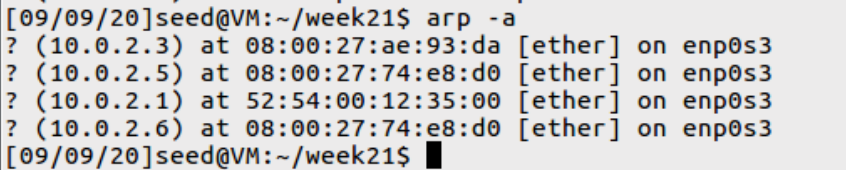 [09/09/20]seed@VM:~/week21$ arp -a
? (10.0.2.3) at 08:00:27:ae:93:da [ether] on enp0s3
? (10.0.2.5) at 08:00:27:74:e8:d0 [ether] on enp0s3
? (10.0.2.1) at 52:54:00:12:35:00 [ether] on enp0s3
? (10.0.2.6) at 08:00:27:74:e8:d0 [ether] on enp0s3
[09/09/20]seed@VM:~/week21$